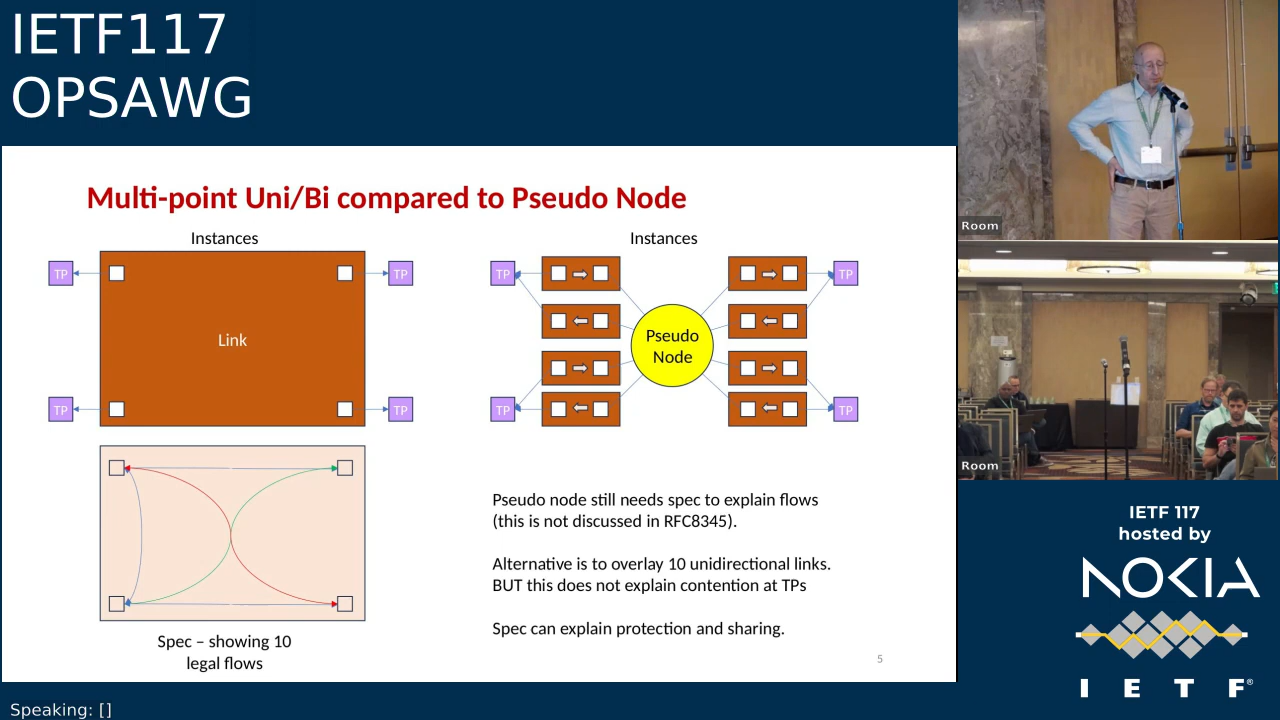 IETF117
OPSAWG
Multi-point Uni/Bi compared to Pseudo Node
Instances
TP
TP
Link
TP
TP
Spec – showing 10
legal flows
Instances
TP
TP
Pseudo
Node
TP
TP
Pseudo node still needs spec to explain flows
(this is not discussed in RFC8345).
Alternative is to overlay 10 unidirectional links.
BUT this does not explain contention at TPs
Spec can explain protection and sharing.
5
Room
Room
IETF 117
hosted by
NOKIA
I E T F®
Speaking: []